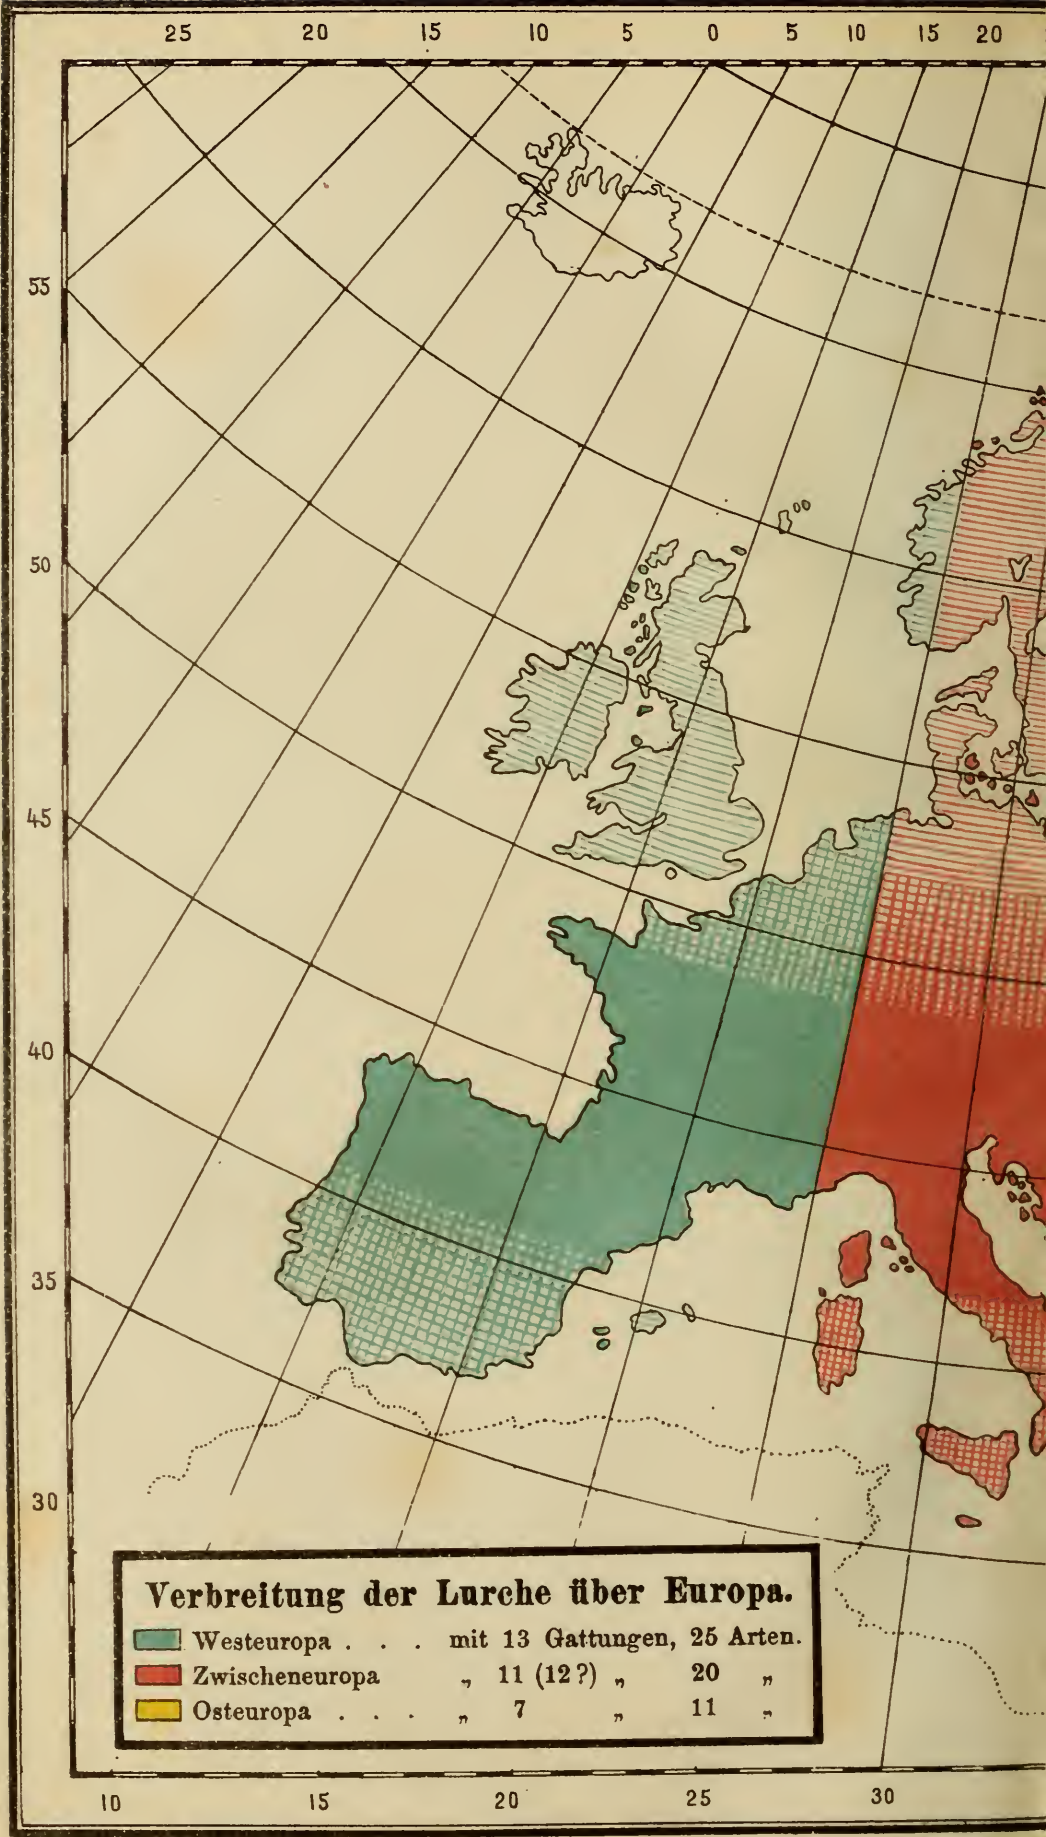 25 20 15 10 5 0 5 10 15 20
55
50
45
40
35
30
Verbreitung der Lurche über Europa.
Westeuropa . . . mit 13 Gattungen, 25 Arten.
Zwischeneuropa „ 11 (12?) „ 20 „
Osteuropa . . . „ 7 „ 11 „
10 15 20 25 30